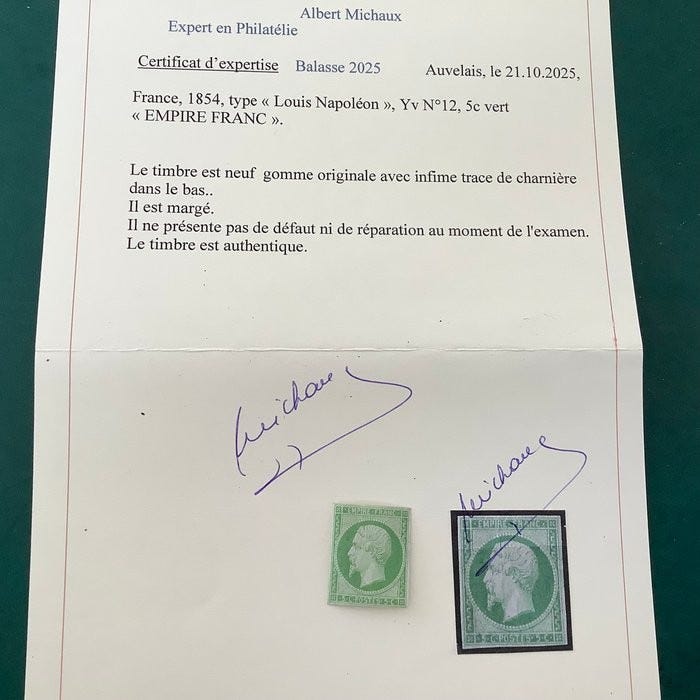 Albert Michaux
Expert en Philatélie
Certificat d'expertise Balasse 2025 Auvelais, le 21.10.2025,
France, 1854, type « Louis Napoléon », Yv N°12, 5c vert
« EMPIRE FRANC ».
Le timbre est neuf gomme originale avec infime trace de charnière
dans le bas..
Il est margé.
Il ne présente pas de défaut ni de réparation au moment de l'examen.
Le timbre est authentique.
Michaux
Michaux
EMPIRE FRANC
5·C·POSTES·5·C
EMPIRE FRANC
5·C·POSTES·5·C